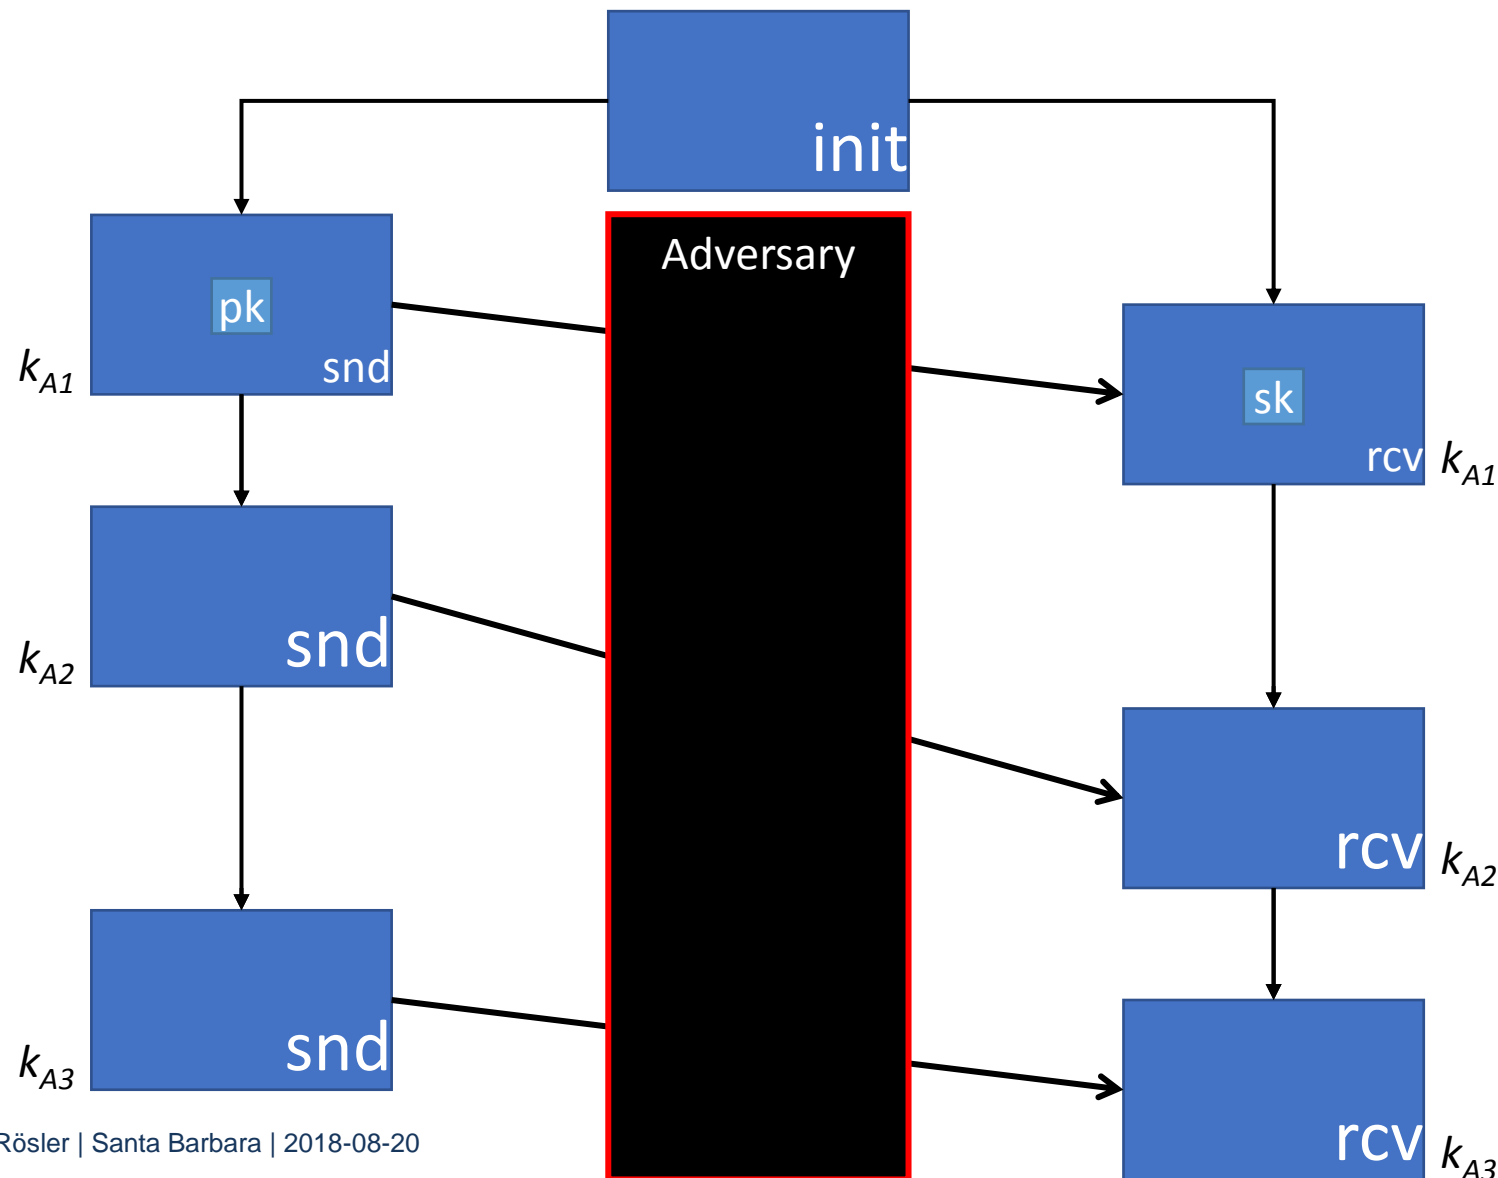 init
Adversary
pk
snd
k_A1
sk
rcv
k_A1
snd
k_A2
rcv
k_A2
snd
k_A3
Rösler | Santa Barbara | 2018-08-20
rcv
k_A3